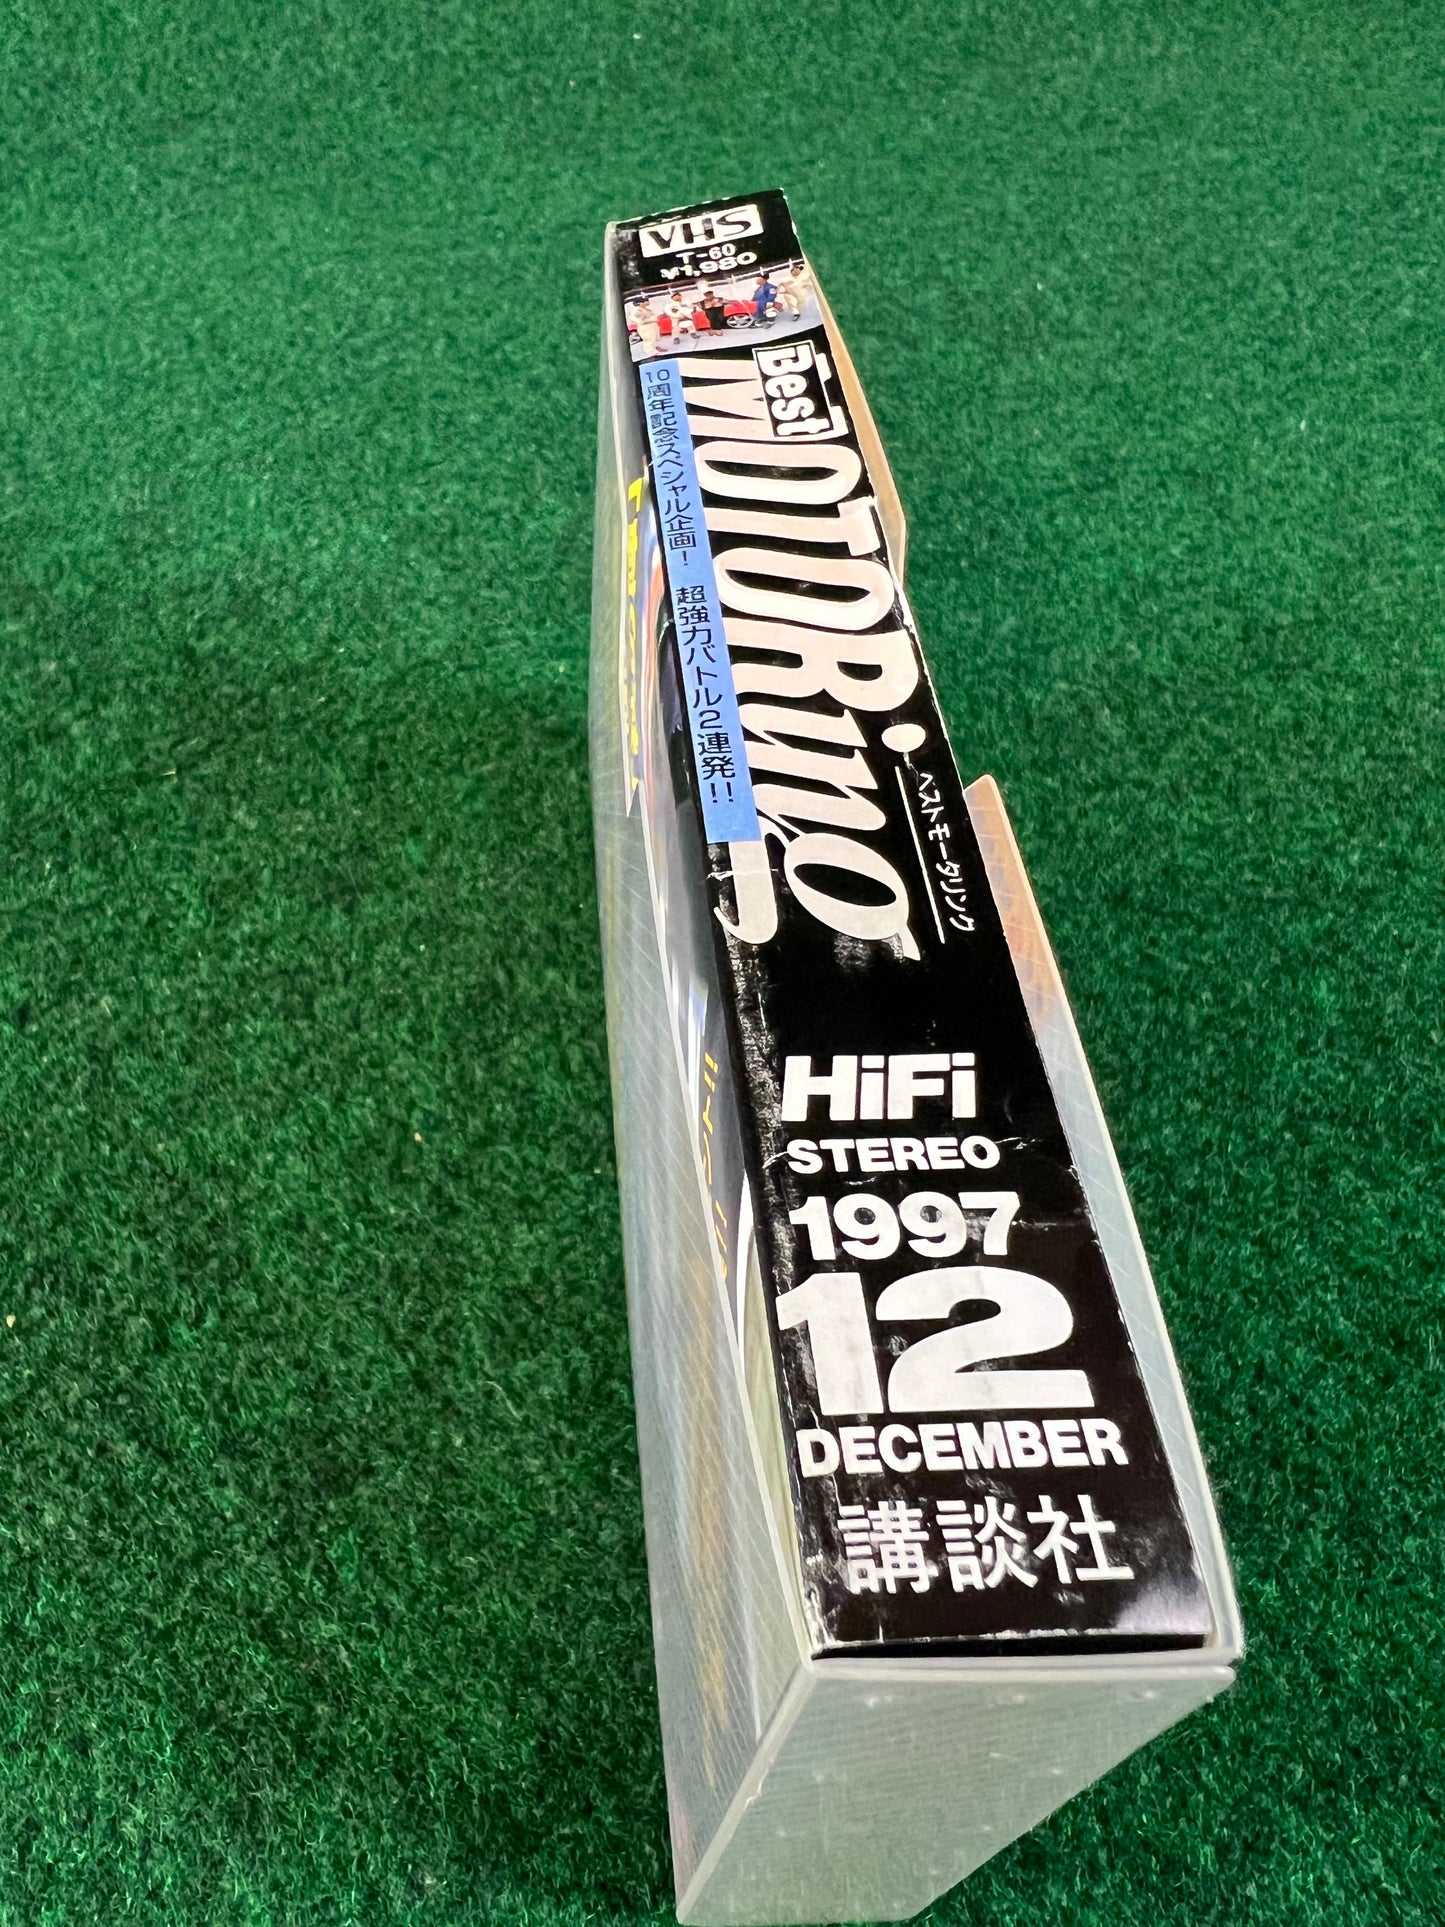 VHS
T-60
¥1,980
Best
MOTORing
ベストモータリング
10周年記念スペシャル企画! 超強力バトル2連発!!
HiFi
STEREO
1997
12
DECEMBER
講談社